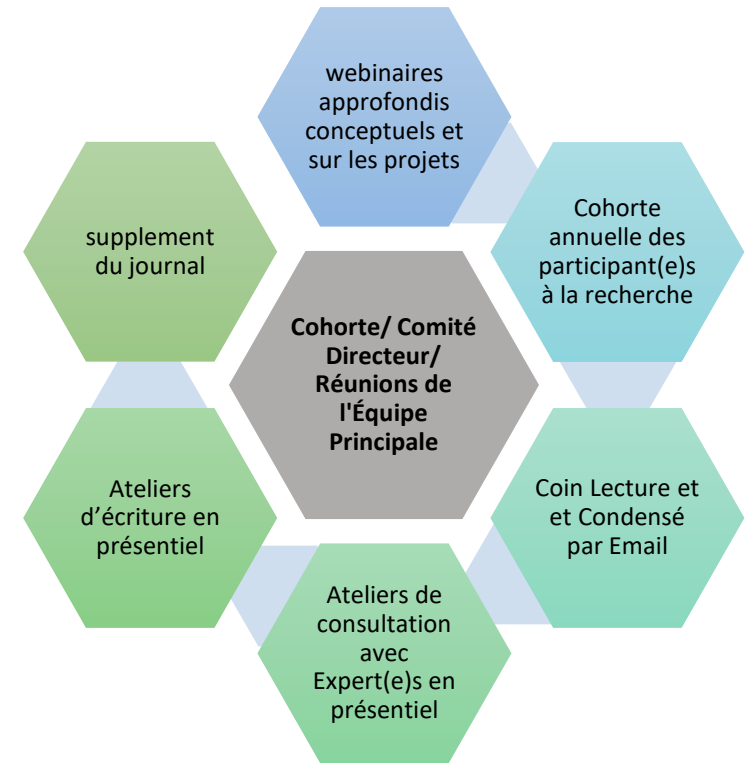 webinaires
approfondis
conceptuels et
sur les projets
Cohorte
annuelle des
participant(e)s
à la recherche
Coin Lecture et
et Condensé
par Email
Ateliers de
consultation
avec
Expert(e)s en
présentiel
Ateliers
d’écriture en
présentiel
supplement
du journal
Cohorte/ Comité
Directeur/
Réunions de
l'Équipe
Principale